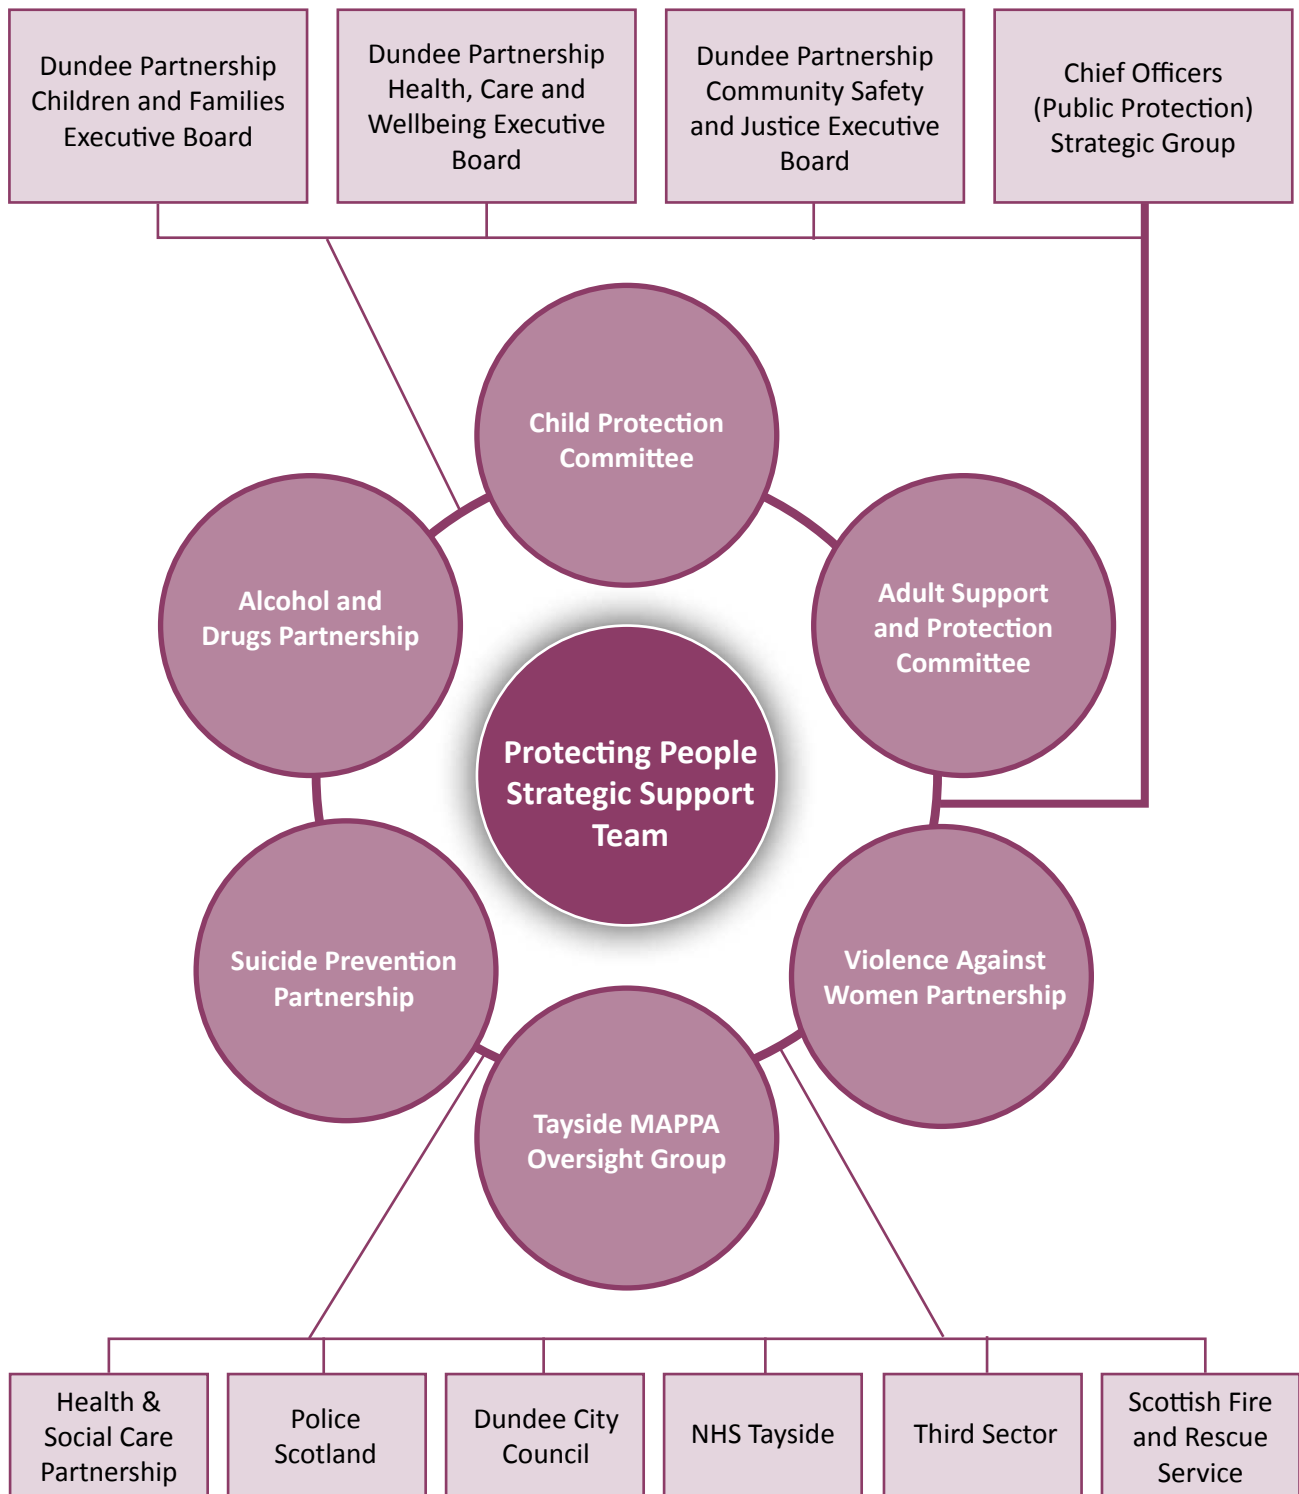 Dundee Partnership
Children and Families
Executive Board
Dundee Partnership
Health, Care and
Wellbeing Executive
Board
Dundee Partnership
Community Safety
and Justice Executive
Board
Chief Officers
(Public Protection)
Strategic Group
Child Protection
Committee
Alcohol and
Drugs Partnership
Adult Support
and Protection
Committee
Protecting People
Strategic Support
Team
Suicide Prevention
Partnership
Violence Against
Women Partnership
Tayside MAPPA
Oversight Group
Health &
Social Care
Partnership
Police
Scotland
Dundee City
Council
NHS Tayside
Third Sector
Scottish Fire
and Rescue
Service